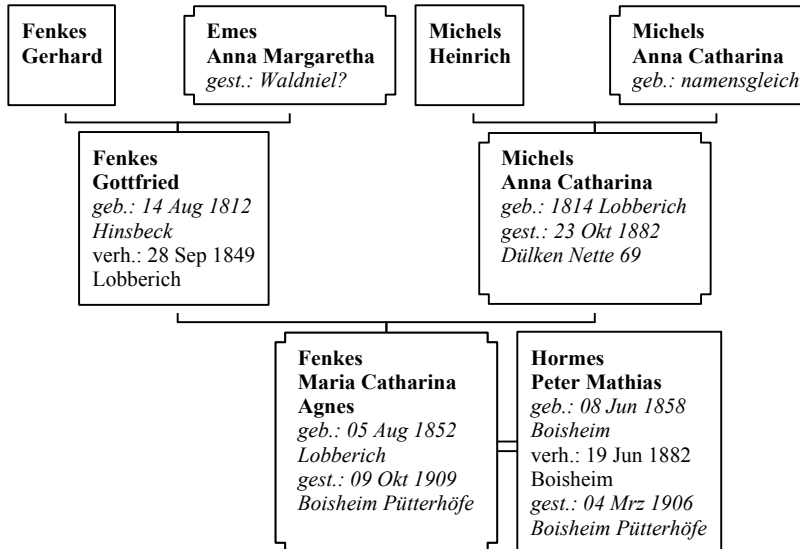 Fenkes
Gerhard
Emes
Anna Margaretha
gest.: Waldniel?
Michels
Heinrich
Michels
Anna Catharina
geb.: namensgleich
Fenkes
Gottfried
geb.: 14 Aug 1812
Hinsbeck
verh.: 28 Sep 1849
Lobberich
Michels
Anna Catharina
geb.: 1814 Lobberich
gest.: 23 Okt 1882
Dülken Nette 69
Fenkes
Maria Catharina
Agnes
geb.: 05 Aug 1852
Lobberich
gest.: 09 Okt 1909
Boisheim Pütterhöfe
Hormes
Peter Mathias
geb.: 08 Jun 1858
Boisheim
verh.: 19 Jun 1882
Boisheim
gest.: 04 Mrz 1906
Boisheim Pütterhöfe